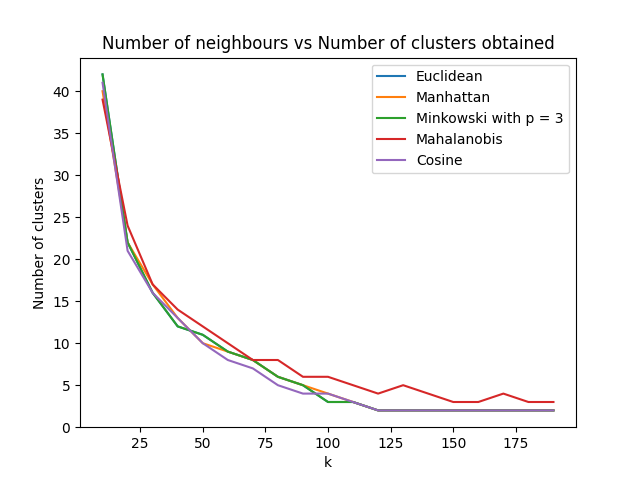 Number of neighbours vs Number of clusters obtained
Euclidean
Manhattan
Minkowski with p = 3
Mahalanobis
Cosine
Number of clusters
40
35
30
25
20
15
10
5
0
25
50
75
100
125
150
175
k